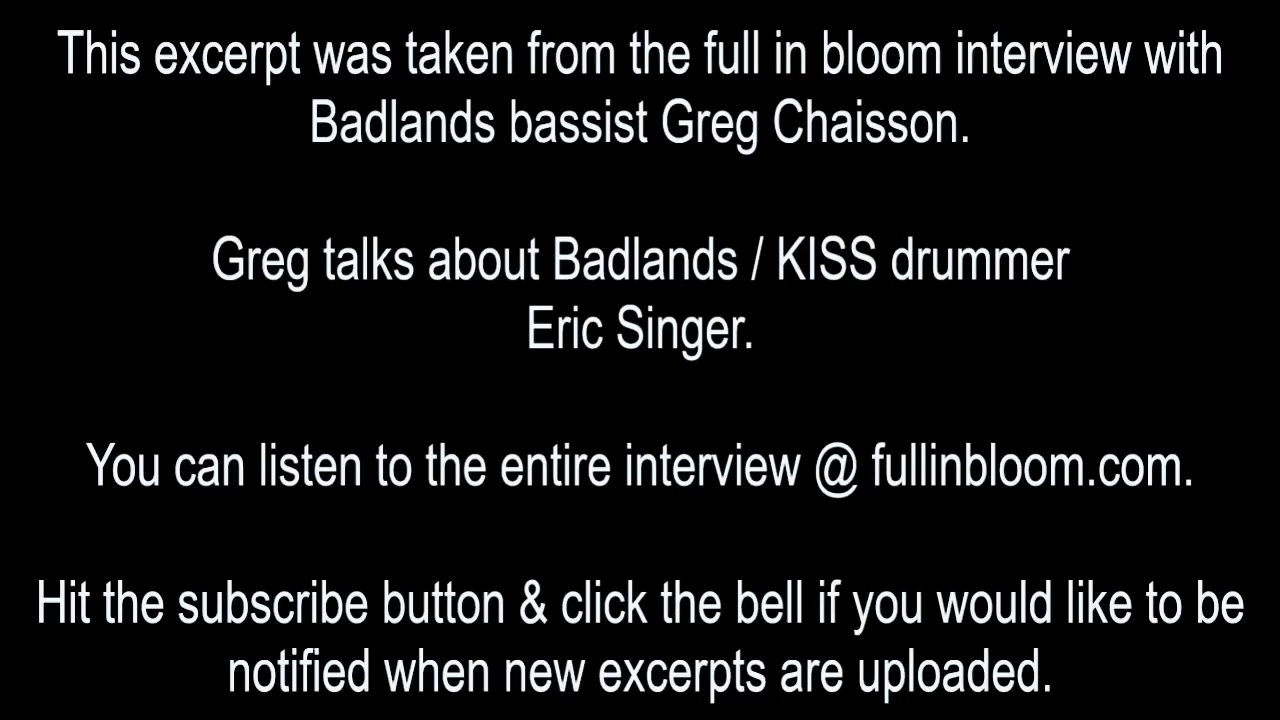 This excerpt was taken from the full in bloom interview with
Badlands bassist Greg Chaisson.
Greg talks about Badlands / KISS drummer
Eric Singer.
You can listen to the entire interview @ fullinbloom.com.
Hit the subscribe button & click the bell if you would like to be
notified when new excerpts are uploaded.